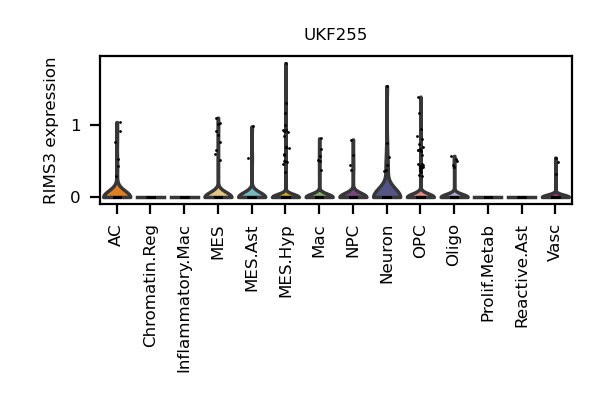 UKF255
RIMS3 expression
1
0
AC
Chromatin.Reg
Inflammatory.Mac
MES
MES.Ast
MES.Hyp
Mac
NPC
Neuron
OPC
Oligo
Prolif.Metab
Reactive.Ast
Vasc